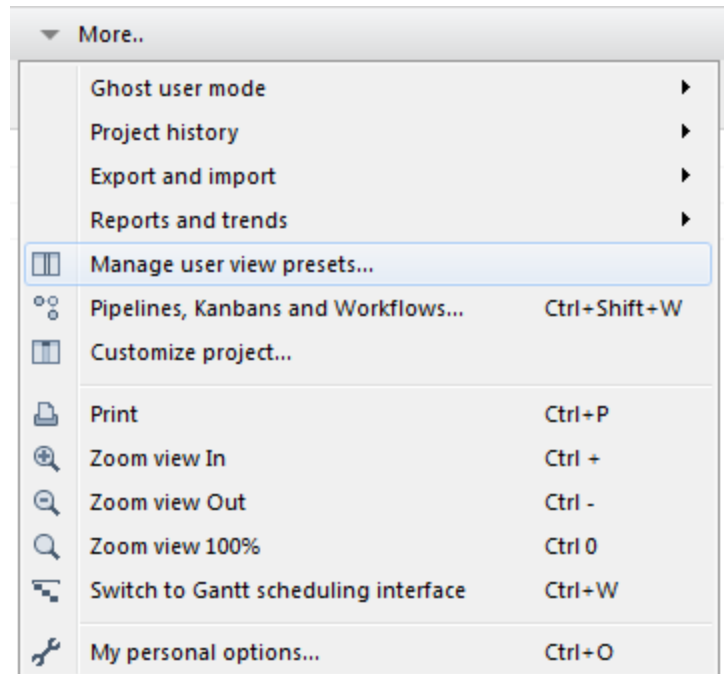 More..
Ghost user mode
Project history
Export and import
Reports and trends
Manage user view presets...
Pipelines, Kanbans and Workflows... Ctrl+Shift+W
Customize project...
Print Ctrl+P
Zoom view In Ctrl +
Zoom view Out Ctrl -
Zoom view 100% Ctrl 0
Switch to Gantt scheduling interface Ctrl+W
My personal options... Ctrl+O